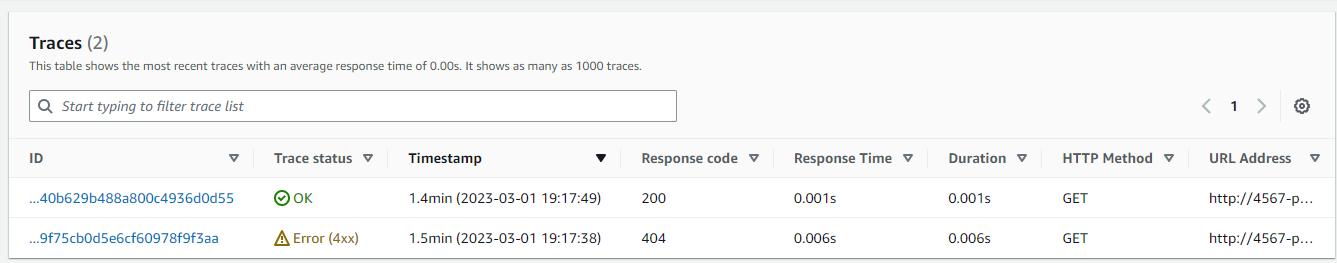 Traces (2)
This table shows the most recent traces with an average response time of 0.00s. It shows as many as 1000 traces.
Start typing to filter trace list
1
ID Trace status Timestamp Response code Response Time Duration HTTP Method URL Address
...40b629b488a800c4936d0d55 OK 1.4min (2023-03-01 19:17:49) 200 0.001s 0.001s GET http://4567-p...
...9f75cb0d5e6cf60978f9f3aa Error (4xx) 1.5min (2023-03-01 19:17:38) 404 0.006s 0.006s GET http://4567-p...